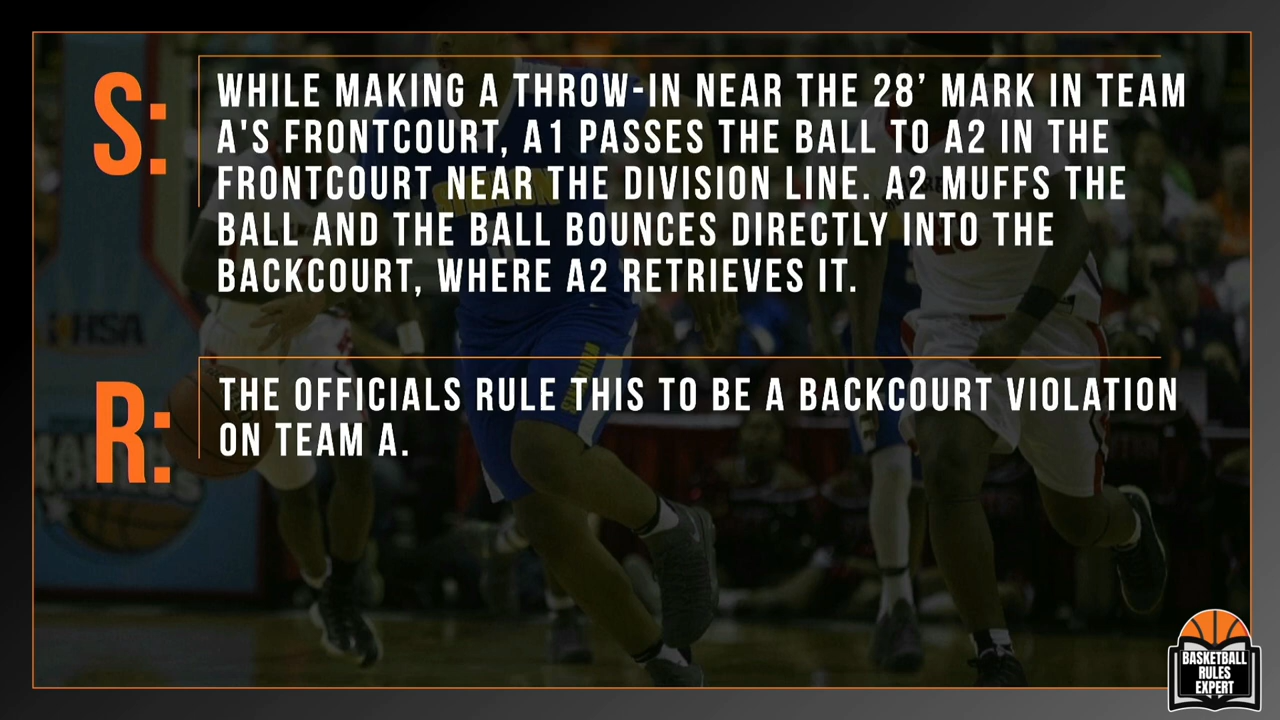 S:
WHILE MAKING A THROW-IN NEAR THE 28' MARK IN TEAM
A'S FRONTCOURT, A1 PASSES THE BALL TO A2 IN THE
FRONTCOURT NEAR THE DIVISION LINE. A2 MUFFS THE
BALL AND THE BALL BOUNCES DIRECTLY INTO THE
BACKCOURT, WHERE A2 RETRIEVES IT.
R:
THE OFFICIALS RULE THIS TO BE A BACKCOURT VIOLATION
ON TEAM A.
BASKETBALL
RULES
EXPERT